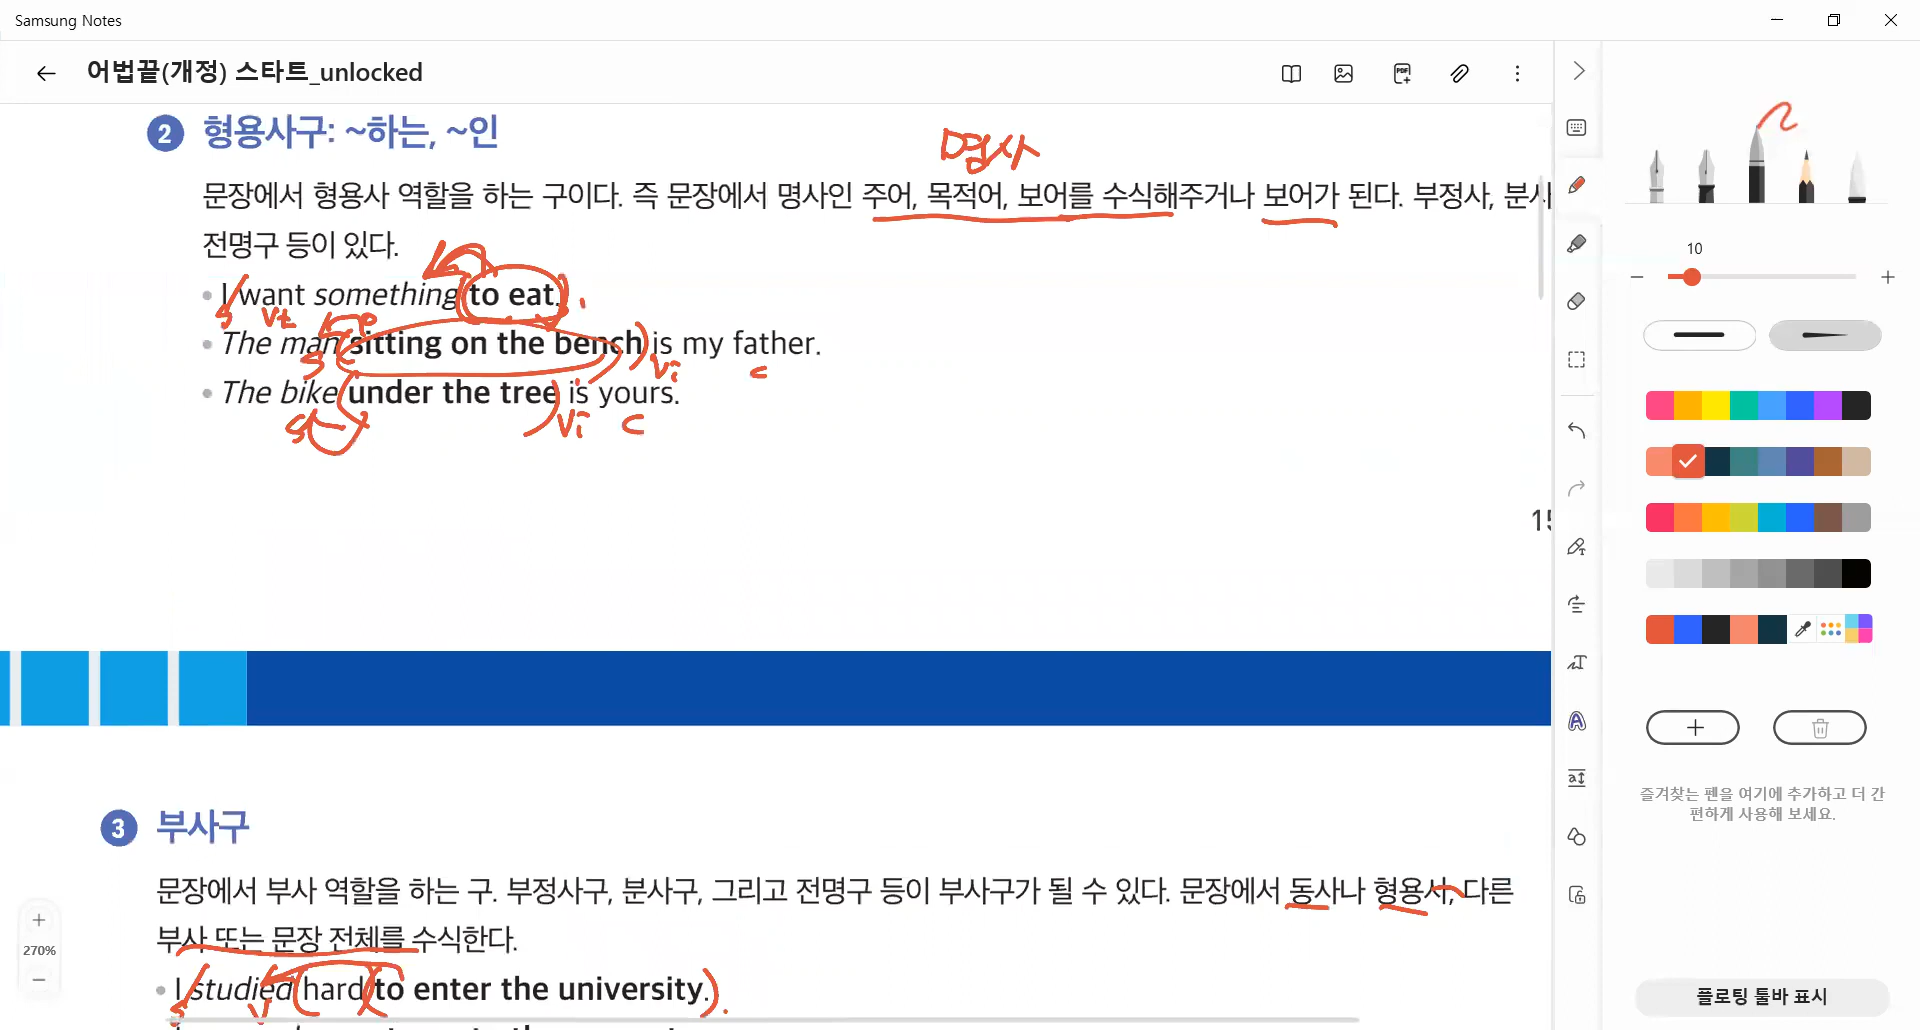 Samsung Notes
어법끝(개정) 스타트_unlocked
2 형용사구: ~하는, ~인
명사
문장에서 형용사 역할을 하는 구이다. 즉 문장에서 명사인 주어, 목적어, 보어를 수식해주거나 보어가 된다. 부정사, 분사
전명구 등이 있다.
• I want something to eat.
s vt
• The man sitting on the bench is my father.
s vi c
• The bike under the tree is yours.
s vi c
15
3 부사구
문장에서 부사 역할을 하는 구. 부정사구, 분사구, 그리고 전명구 등이 부사구가 될 수 있다. 문장에서 동사나 형용사, 다른
부사 또는 문장 전체를 수식한다.
• I studied hard to enter the university.
s v
270%
10
즐겨찾는 펜을 여기에 추가하고 더 간
편하게 사용해 보세요.
플로팅 툴바 표시